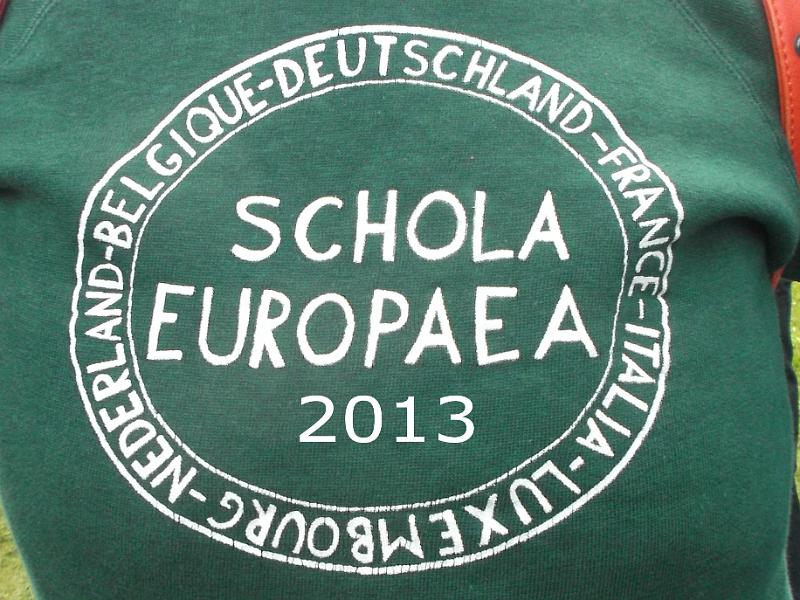 BELGIQUE-DEUTSCHLAND-FRANCE-ITALIA-LUXEMBOURG-NEDERLAND-
SCHOLA
EUROPAEA
2013